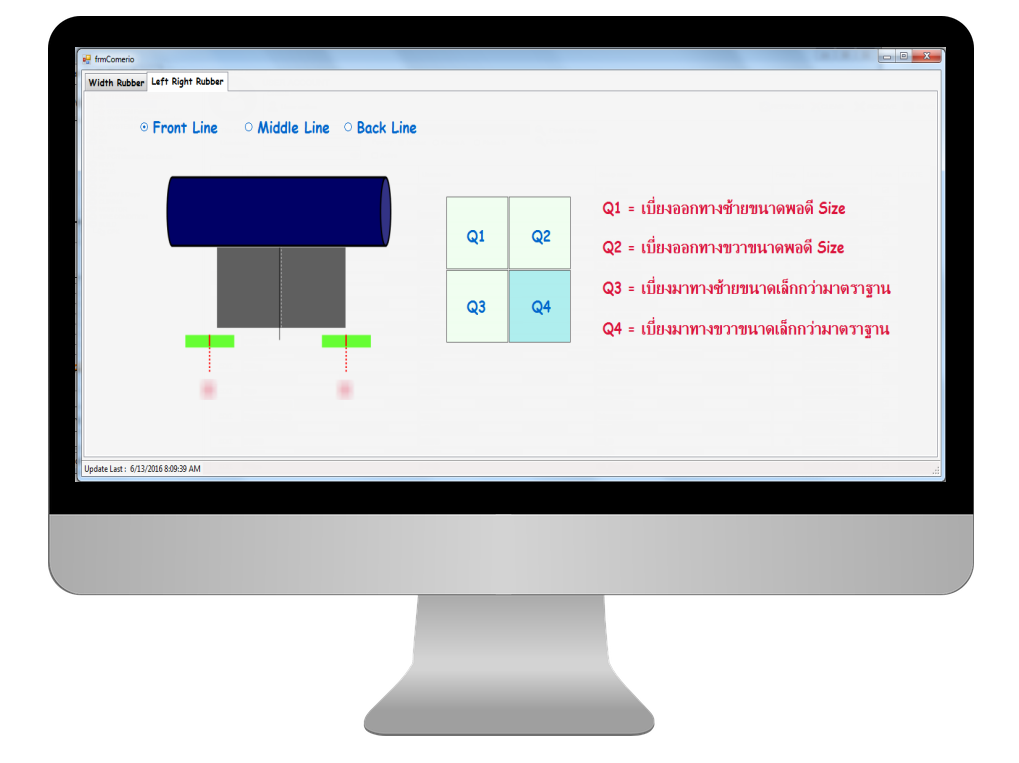 frmComerio
Width Rubber Left Right Rubber
Front Line Middle Line Back Line
Q1 Q2
Q3 Q4
Q1 = เบี่ยงออกทางซ้ายขนาดพอดี Size
Q2 = เบี่ยงออกทางขวาขนาดพอดี Size
Q3 = เบี่ยงมาทางซ้ายขนาดเล็กกว่ามาตราฐาน
Q4 = เบี่ยงมาทางขวาขนาดเล็กกว่ามาตราฐาน
Update Last : 6/13/2016 8:09:39 AM